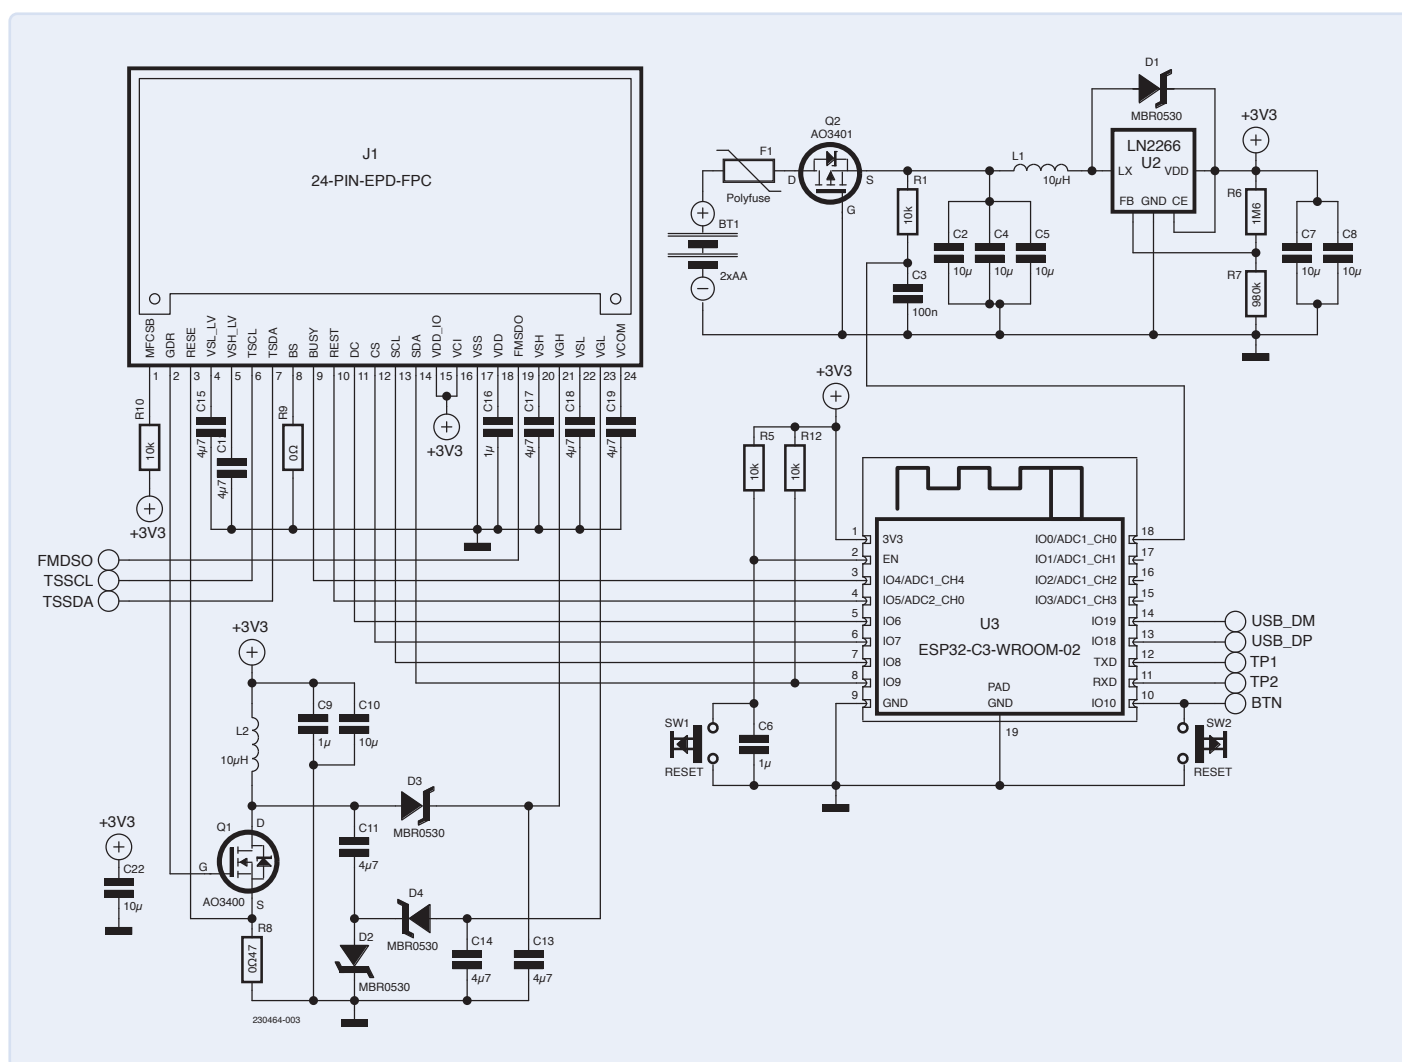 J1
24-PIN-EPD-FPC
MFCSB
GDR
RESE
VSL_LV
VSH_LV
TSCL
TSDA
BS
BUSY
REST
DC
CS
SCL
SDA
VDD_IO
VCI
VSS
VDD
FMSDO
VSH
VGH
VSL
VGL
VCOM
1 2 3 4 5 6 7 8 9 10 11 12 13 14 15 16 17 18 19 20 21 22 23 24
R10
10k
+3V3
C15
4µ7
C1
4µ7
R9
0Ω
+3V3
C16
1µ
C17
4µ7
C18
4µ7
C19
4µ7
FMDSO
TSSCL
TSSDA
BT1
2xAA
F1
Polyfuse
Q2
AO3401
D
S
G
R1
10k
C3
100n
C2
10µ
C4
10µ
C5
10µ
L1
10µH
D1
MBR0530
LN2266
U2
LX
VDD
FB
GND
CE
+3V3
R6
1M6
R7
980k
C7
10µ
C8
10µ
+3V3
R5
10k
R12
10k
U3
ESP32-C3-WROOM-02
1 3V3
2 EN
3 IO4/ADC1_CH4
4 IO5/ADC2_CH0
5 IO6
6 IO7
7 IO8
8 IO9
9 GND
IO0/ADC1_CH0 18
IO1/ADC1_CH1 17
IO2/ADC1_CH2 16
IO3/ADC1_CH3 15
IO19 14
IO18 13
TXD 12
RXD 11
IO10 10
PAD
GND
19
USB_DM
USB_DP
TP1
TP2
BTN
SW1
RESET
C6
1µ
SW2
RESET
+3V3
L2
10µH
C9
1µ
C10
10µ
+3V3
C22
10µ
Q1
D
G
S
AO3400
R8
0Ω47
C11
4µ7
D3
MBR0530
D4
MBR0530
D2
MBR0530
C14
4µ7
C13
4µ7
230464-003